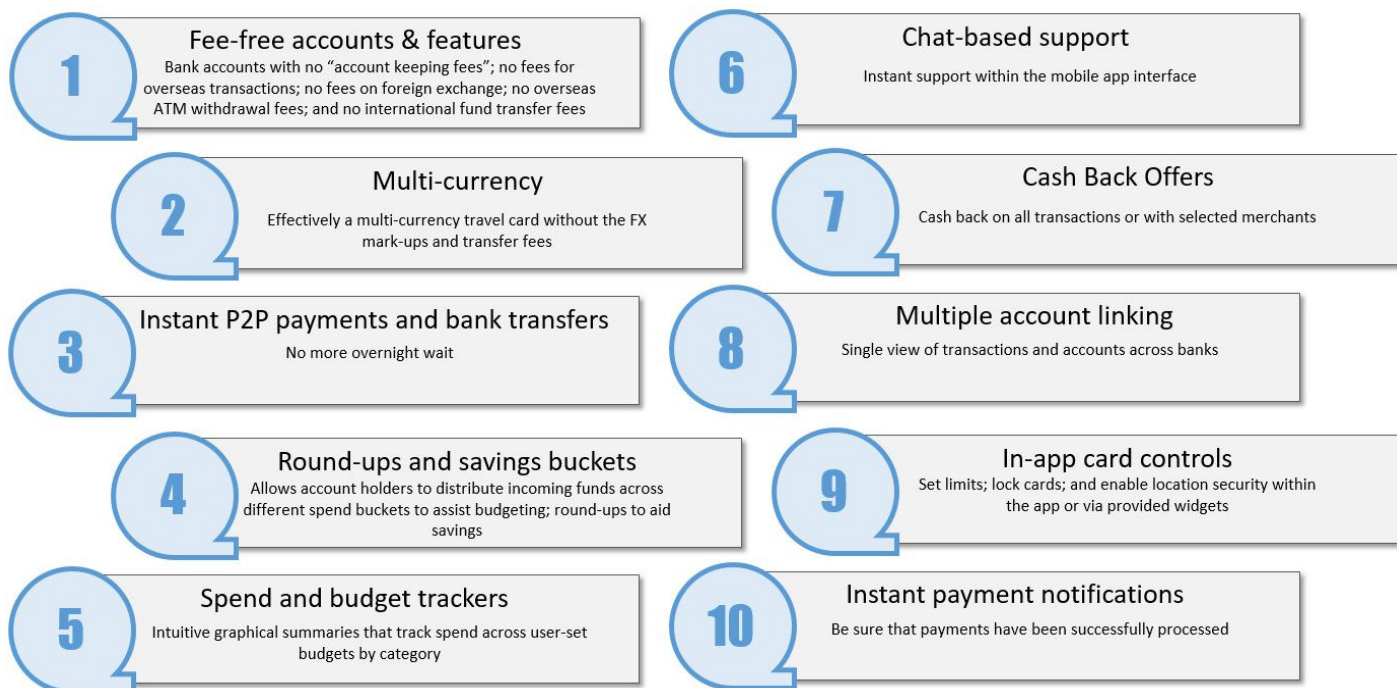 1
Fee-free accounts & features
Bank accounts with no “account keeping fees”; no fees for
overseas transactions; no fees on foreign exchange; no overseas
ATM withdrawal fees; and no international fund transfer fees
2
Multi-currency
Effectively a multi-currency travel card without the FX
mark-ups and transfer fees
3
Instant P2P payments and bank transfers
No more overnight wait
4
Round-ups and savings buckets
Allows account holders to distribute incoming funds across
different spend buckets to assist budgeting; round-ups to aid
savings
5
Spend and budget trackers
Intuitive graphical summaries that track spend across user-set
budgets by category
6
Chat-based support
Instant support within the mobile app interface
7
Cash Back Offers
Cash back on all transactions or with selected merchants
8
Multiple account linking
Single view of transactions and accounts across banks
9
In-app card controls
Set limits; lock cards; and enable location security within
the app or via provided widgets
10
Instant payment notifications
Be sure that payments have been successfully processed